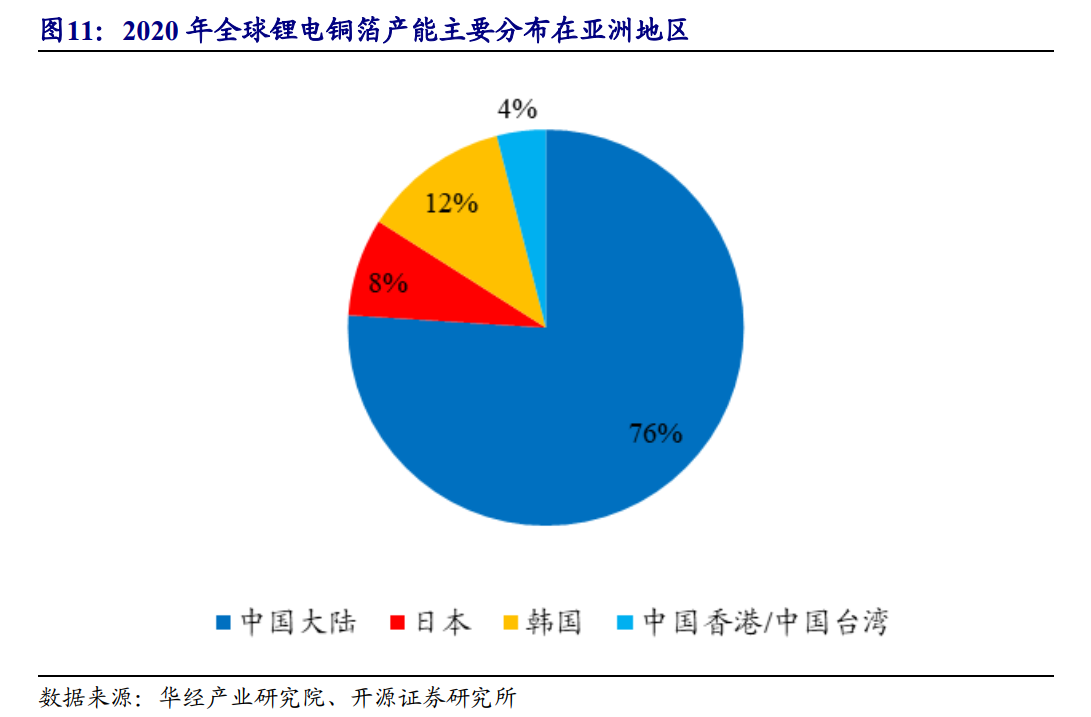 图11：2020 年全球锂电铜箔产能主要分布在亚洲地区
4%
12%
8%
76%
中国大陆 日本 韩国 中国香港/中国台湾
数据来源：华经产业研究院、开源证券研究所